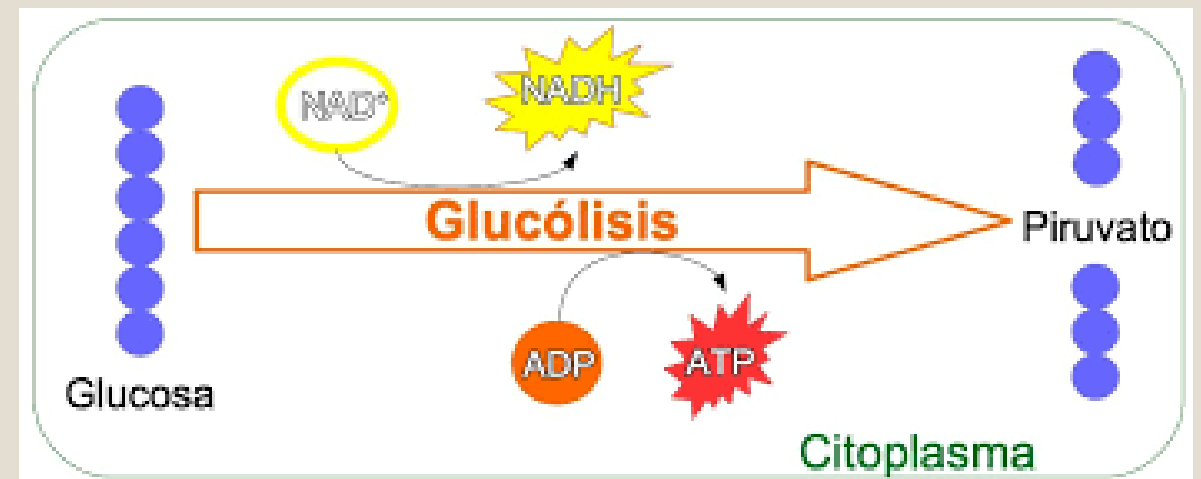 NAD⁺
NADH
Glucólisis
Piruvato
ADP
ATP
Glucosa
Citoplasma